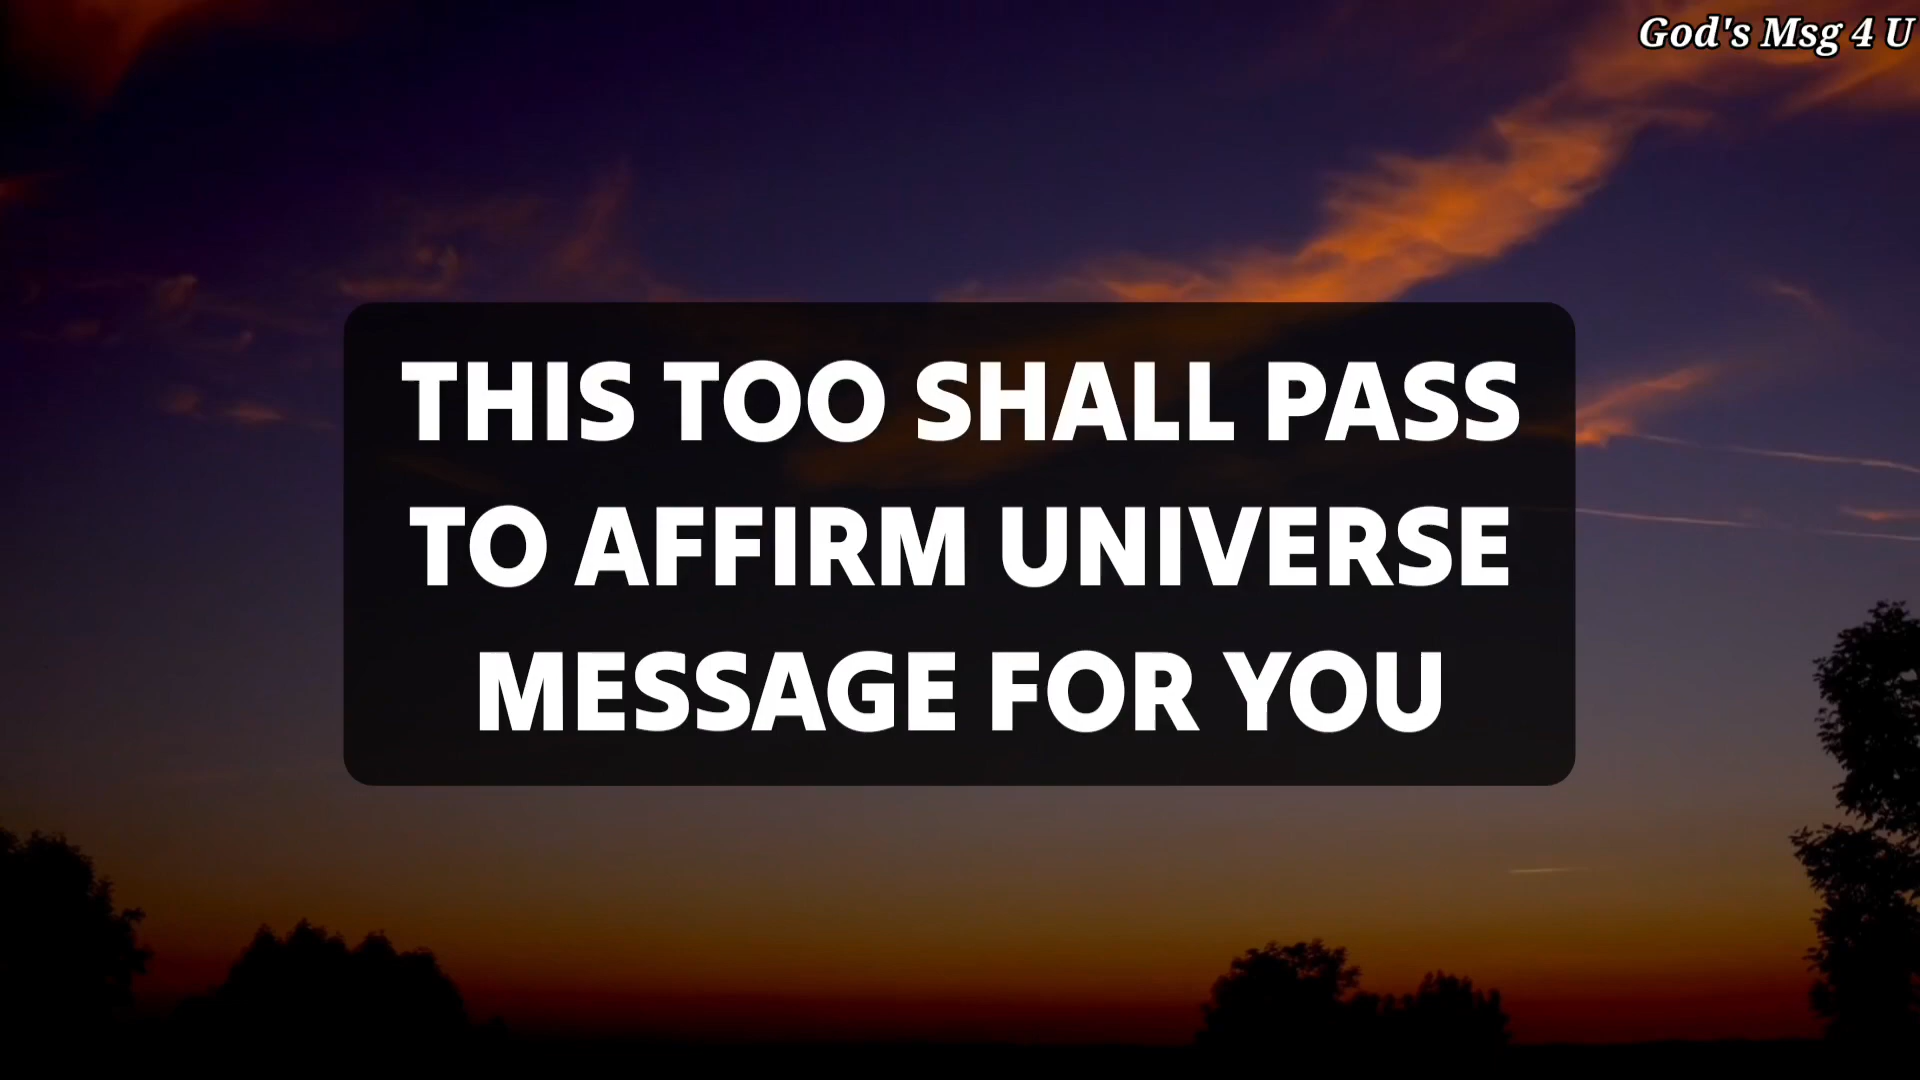 God's Msg 4 U
THIS TOO SHALL PASS
TO AFFIRM UNIVERSE
MESSAGE FOR YOU